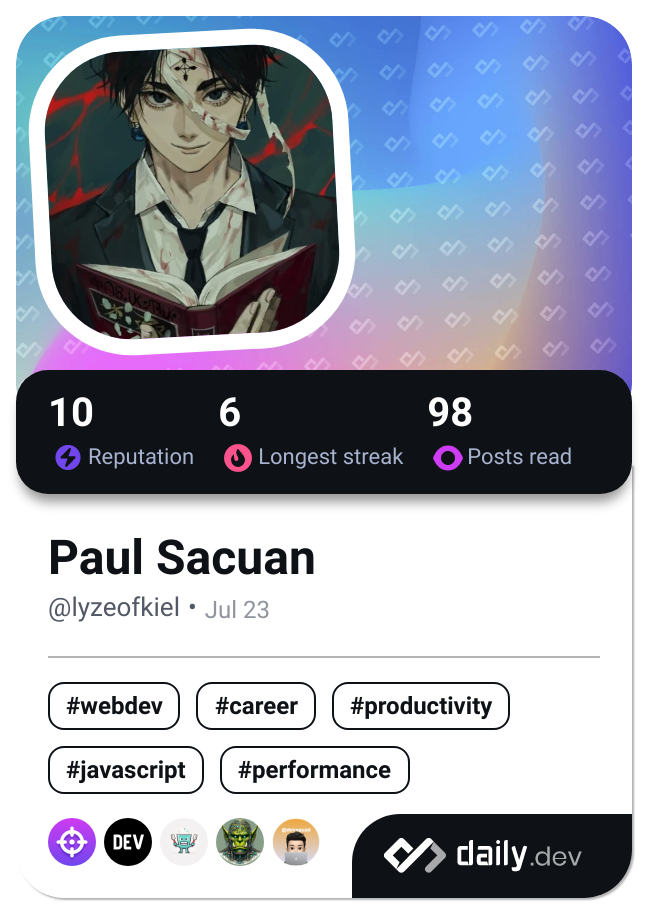 10
6
98
Reputation
Longest streak
Posts read
Paul Sacuan
@lyzeofkiel • Jul 23
#webdev
#career
#productivity
#javascript
#performance
DEV
daily.dev